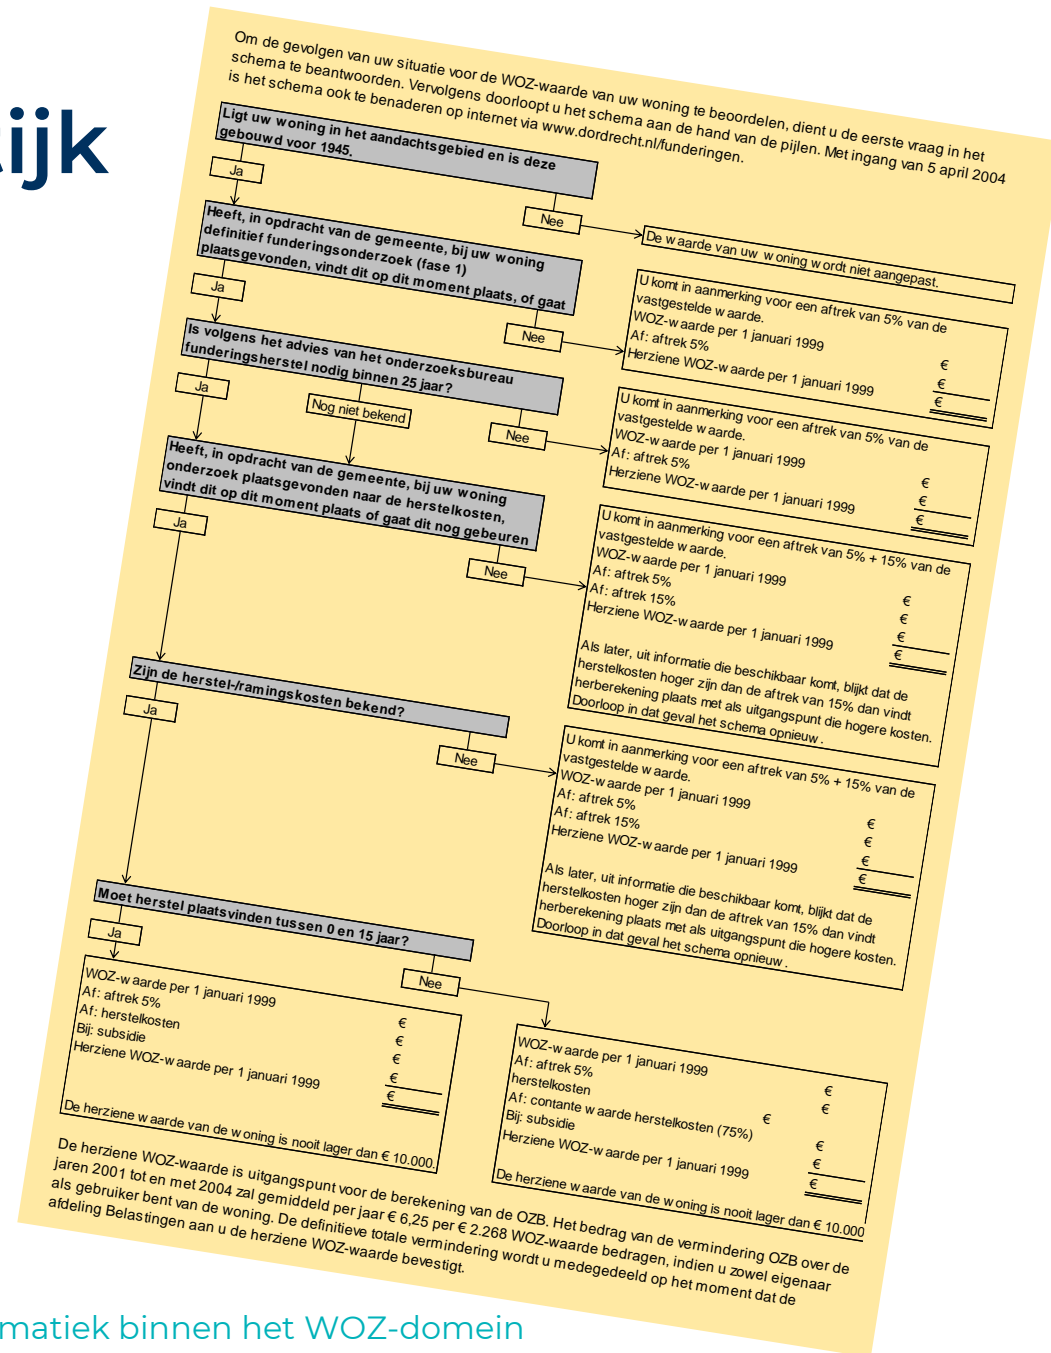 tijk
Om de gevolgen van uw situatie voor de WOZ-waarde van uw woning te beoordelen, dient u de eerste vraag in het
schema te beantwoorden. Vervolgens doorloopt u het schema aan de hand van de pijlen. Met ingang van 5 april 2004
is het schema ook te benaderen op internet via www.dordrecht.nl/funderingen.
Ligt uw woning in het aandachtsgebied en is deze
gebouwd voor 1945.
Ja
Nee
De waarde van uw woning wordt niet aangepast.
Heeft, in opdracht van de gemeente, bij uw woning
definitief funderingsonderzoek (fase 1)
plaatsgevonden, vindt dit op dit moment plaats, of gaat
Ja
Nee
U komt in aanmerking voor een aftrek van 5% van de
vastgestelde waarde.
WOZ-waarde per 1 januari 1999 €
Af: aftrek 5% €
Herziene WOZ-waarde per 1 januari 1999 €
Is volgens het advies van het onderzoeksbureau
funderingsherstel nodig binnen 25 jaar?
Ja
Nog niet bekend
Nee
U komt in aanmerking voor een aftrek van 5% van de
vastgestelde waarde.
WOZ-waarde per 1 januari 1999 €
Af: aftrek 5% €
Herziene WOZ-waarde per 1 januari 1999 €
Heeft, in opdracht van de gemeente, bij uw woning
onderzoek plaatsgevonden naar de herstelkosten,
vindt dit op dit moment plaats of gaat dit nog gebeuren
Ja
Nee
U komt in aanmerking voor een aftrek van 5% + 15% van de
vastgestelde waarde.
WOZ-waarde per 1 januari 1999 €
Af: aftrek 5% €
Af: aftrek 15% €
Herziene WOZ-waarde per 1 januari 1999 €
Als later, uit informatie die beschikbaar komt, blijkt dat de
herstelkosten hoger zijn dan de aftrek van 15% dan vindt
herberekening plaats met als uitgangspunt die hogere kosten.
Doorloop in dat geval het schema opnieuw.
Zijn de herstel-/ramingskosten bekend?
Ja
Nee
U komt in aanmerking voor een aftrek van 5% + 15% van de
vastgestelde waarde.
WOZ-waarde per 1 januari 1999 €
Af: aftrek 5% €
Af: aftrek 15% €
Herziene WOZ-waarde per 1 januari 1999 €
Als later, uit informatie die beschikbaar komt, blijkt dat de
herstelkosten hoger zijn dan de aftrek van 15% dan vindt
herberekening plaats met als uitgangspunt die hogere kosten.
Doorloop in dat geval het schema opnieuw.
Moet herstel plaatsvinden tussen 0 en 15 jaar?
Ja
Nee
WOZ-waarde per 1 januari 1999 €
Af: aftrek 5% €
Af: herstelkosten €
Bij: subsidie €
Herziene WOZ-waarde per 1 januari 1999 €
De herziene waarde van de woning is nooit lager dan € 10.000.
WOZ-waarde per 1 januari 1999 €
Af: aftrek 5% €
herstelkosten €
Af: contante waarde herstelkosten (75%) €
Bij: subsidie €
Herziene WOZ-waarde per 1 januari 1999 €
De herziene waarde van de woning is nooit lager dan € 10.000
De herziene WOZ-waarde is uitgangspunt voor de berekening van de OZB. Het bedrag van de vermindering OZB over de
jaren 2001 tot en met 2004 zal gemiddeld per jaar € 6,25 per € 2.268 WOZ-waarde bedragen, indien u zowel eigenaar
als gebruiker bent van de woning. De definitieve totale vermindering wordt u medegedeeld op het moment dat de
afdeling Belastingen aan u de herziene WOZ-waarde bevestigt.
matiek binnen het WOZ-domein